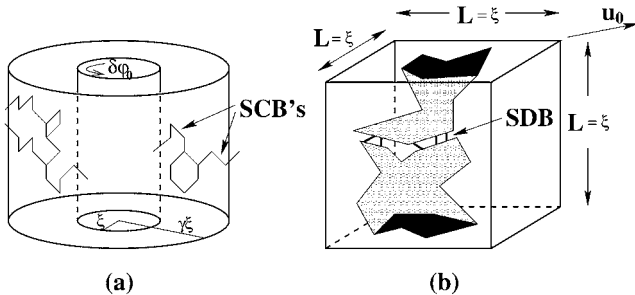 δφ₀
SCB's
ξ
γξ
(a)
L = ξ
L = ξ
u₀
SDB
L = ξ
(b)